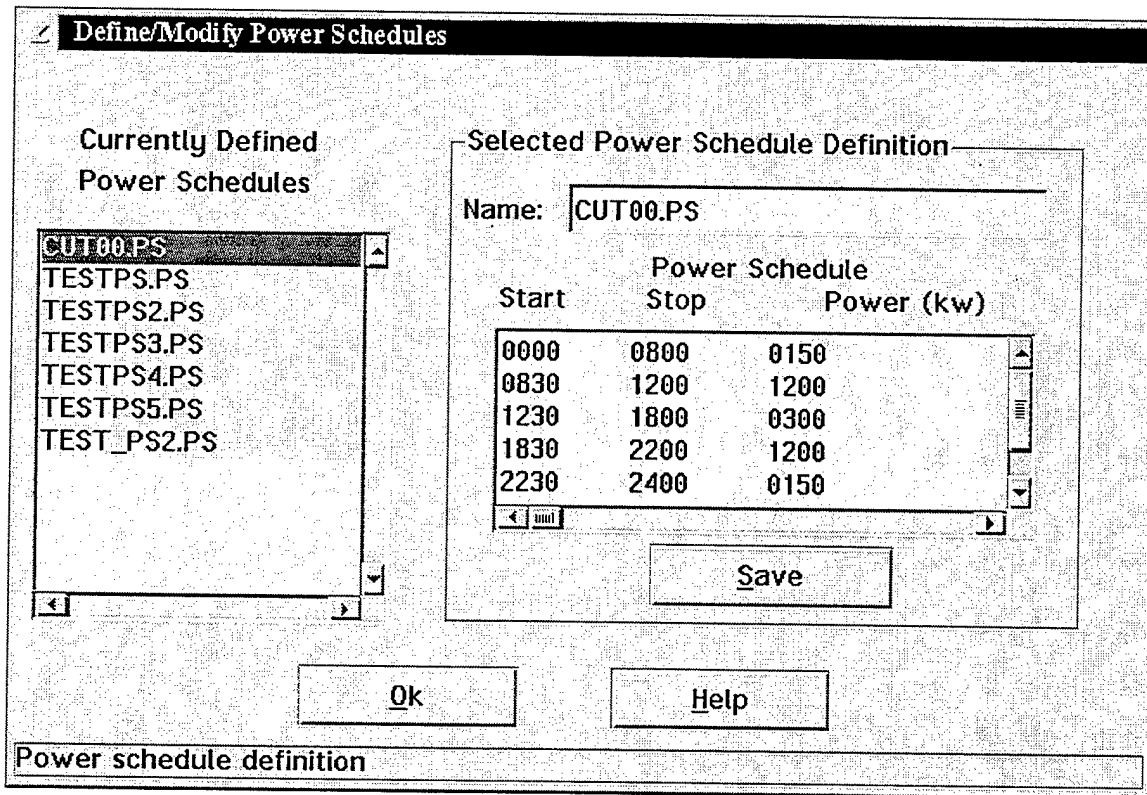 Define/Modify Power Schedules
Currently Defined
Power Schedules
CUT00.PS
TESTPS.PS
TESTPS2.PS
TESTPS3.PS
TESTPS4.PS
TESTPS5.PS
TEST_PS2.PS
Selected Power Schedule Definition
Name: CUT00.PS
Power Schedule
Start Stop Power (kw)
0000 0800 0150
0830 1200 1200
1230 1800 0300
1830 2200 1200
2230 2400 0150
Save
Ok Help
Power schedule definition